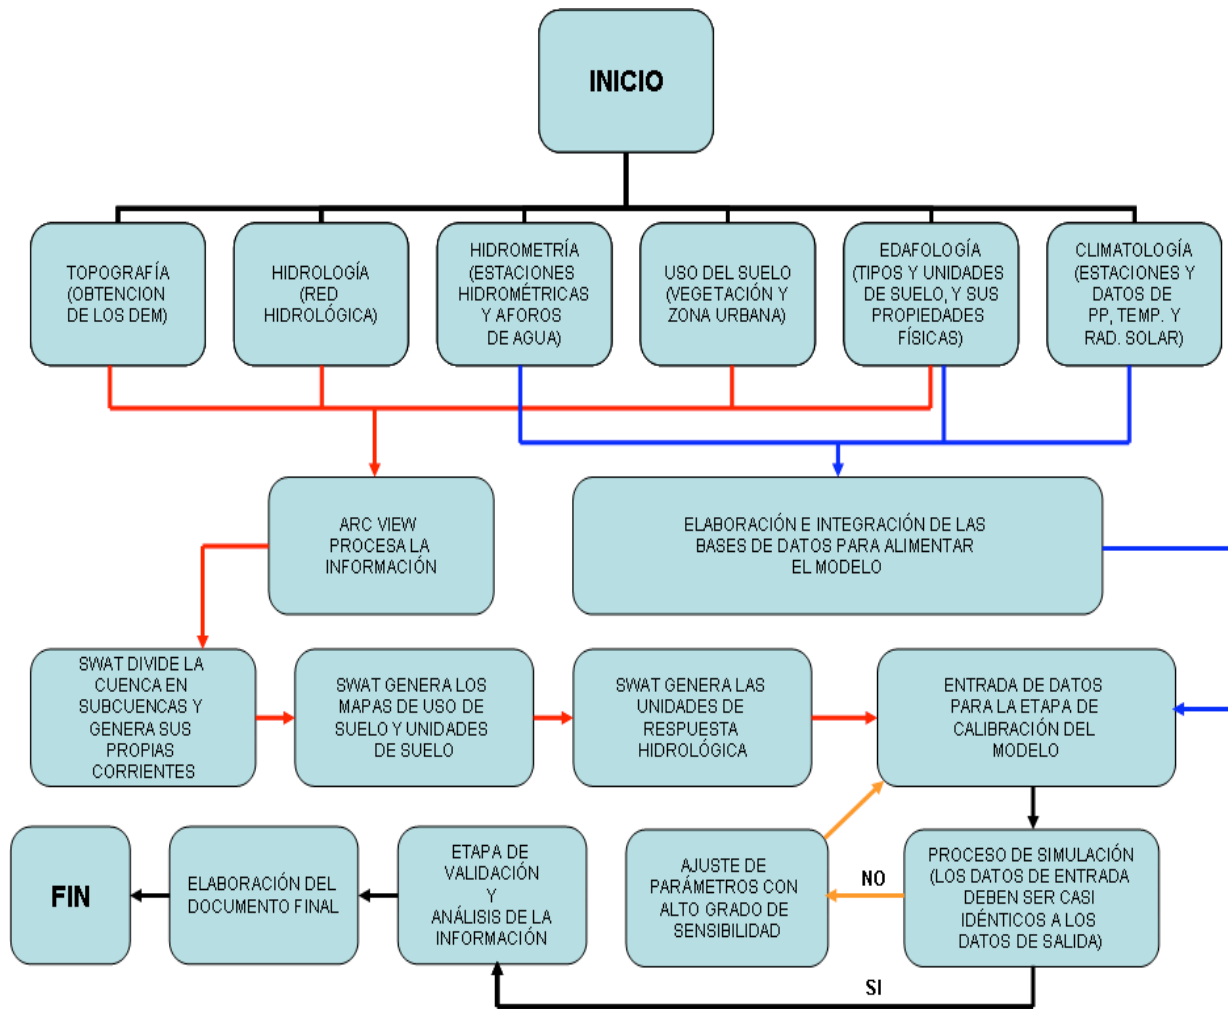 INICIO
TOPOGRAFÍA
(OBTENCION
DE LOS DEM)
HIDROLOGÍA
(RED
HIDROLÓGICA)
HIDROMETRÍA
(ESTACIONES
HIDROMÉTRICAS
Y AFOROS
DE AGUA)
USO DEL SUELO
(VEGETACIÓN Y
ZONA URBANA)
EDAFOLOGÍA
(TIPOS Y UNIDADES
DE SUELO, Y SUS
PROPIEDADES
FÍSICAS)
CLIMATOLOGÍA
(ESTACIONES Y
DATOS DE
PP, TEMP. Y
RAD. SOLAR)
ARC VIEW
PROCESA LA
INFORMACIÓN
ELABORACIÓN E INTEGRACIÓN DE LAS
BASES DE DATOS PARA ALIMENTAR
EL MODELO
SWAT DIVIDE LA
CUENCA EN
SUBCUENCAS Y
GENERA SUS
PROPIAS
CORRIENTES
SWAT GENERA LOS
MAPAS DE USO DE
SUELO Y UNIDADES
DE SUELO
SWAT GENERA LAS
UNIDADES DE
RESPUESTA
HIDROLÓGICA
ENTRADA DE DATOS
PARA LA ETAPA DE
CALIBRACIÓN DEL
MODELO
FIN
ELABORACIÓN DEL
DOCUMENTO FINAL
ETAPA DE
VALIDACIÓN
Y
ANÁLISIS DE LA
INFORMACIÓN
AJUSTE DE
PARÁMETROS CON
ALTO GRADO DE
SENSIBILIDAD
NO
PROCESO DE SIMULACIÓN
(LOS DATOS DE ENTRADA
DEBEN SER CASI
IDÉNTICOS A LOS
DATOS DE SALIDA)
SI